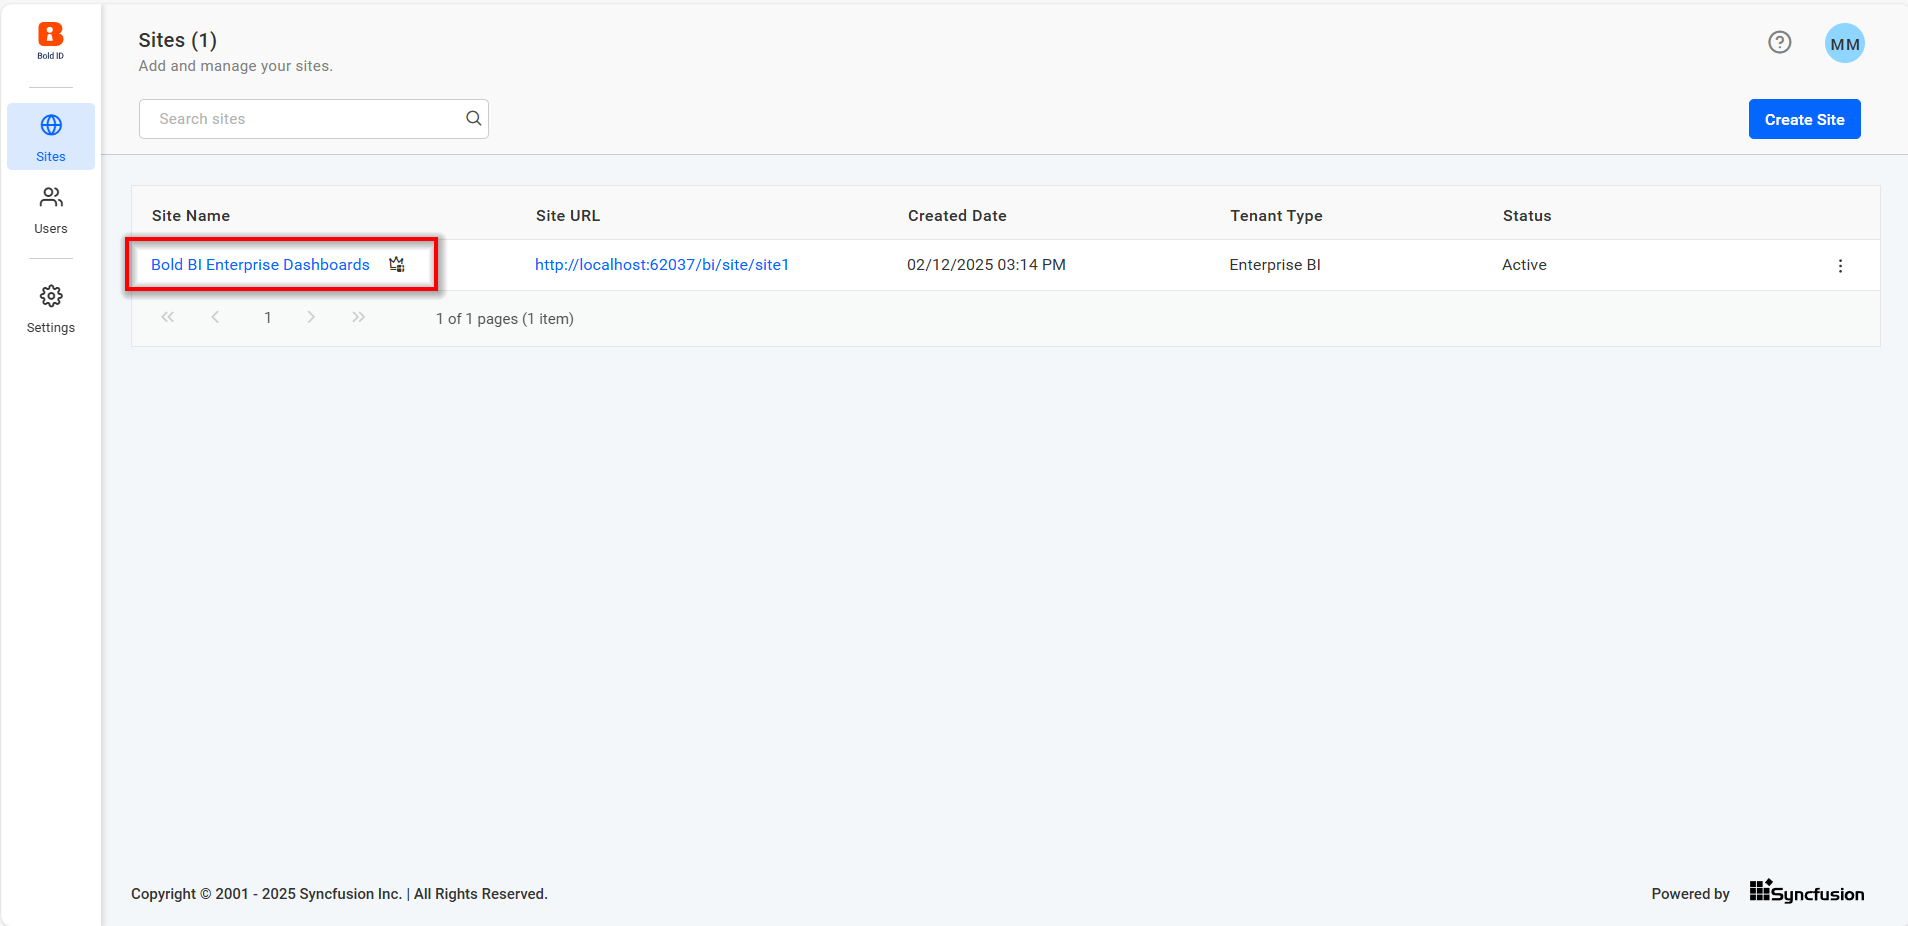 Bold ID
Sites
Users
Settings
Sites (1)
Add and manage your sites.
MM
Search sites
Create Site
Site Name Site URL Created Date Tenant Type Status
Bold BI Enterprise Dashboards http://localhost:62037/bi/site/site1 02/12/2025 03:14 PM Enterprise BI Active
1 1 of 1 pages (1 item)
Copyright © 2001 - 2025 Syncfusion Inc. | All Rights Reserved.
Powered by Syncfusion